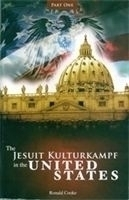 PART ONE
The
JESUIT KULTURKAMPF
in the UNITED
STATES
Ronald Cooke